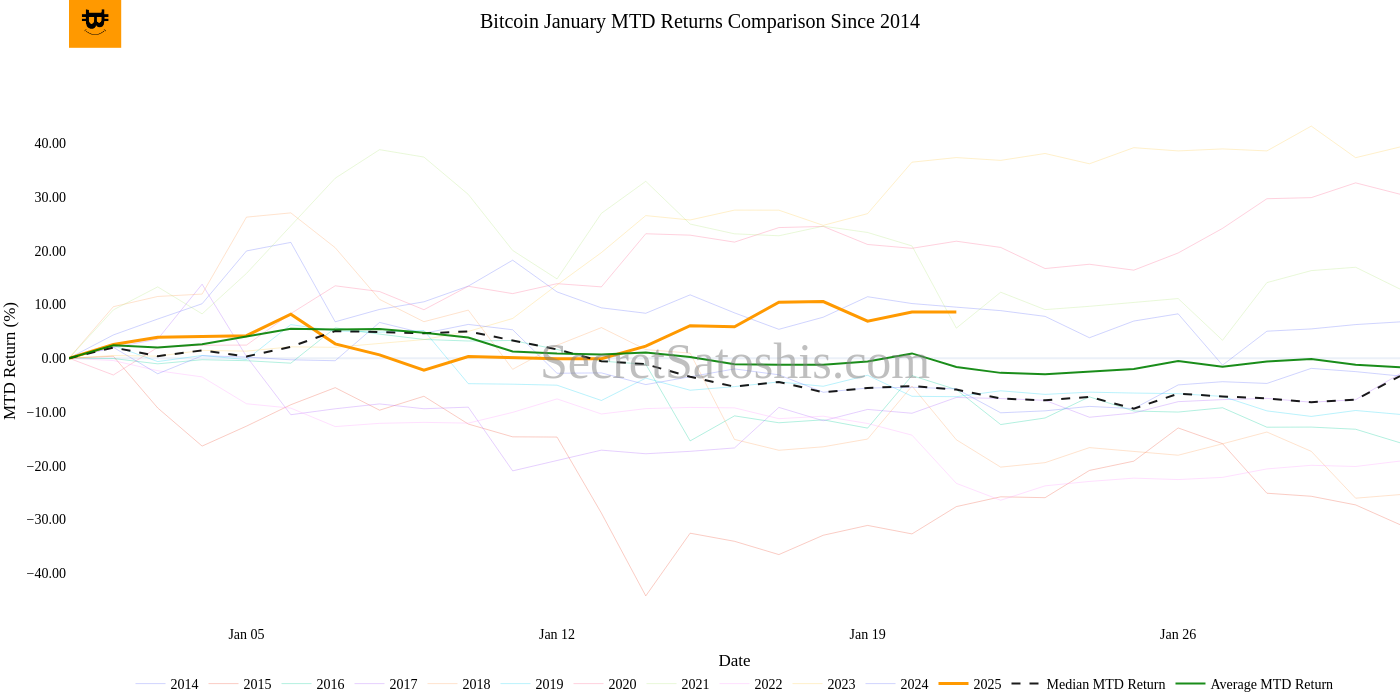 Bitcoin January MTD Returns Comparison Since 2014
MTD Return (%)
40.00
30.00
20.00
10.00
0.00
−10.00
−20.00
−30.00
−40.00
SecretSatoshis.com
Jan 05
Jan 12
Jan 19
Jan 26
Date
2014 2015 2016 2017 2018 2019 2020 2021 2022 2023 2024 2025 Median MTD Return Average MTD Return